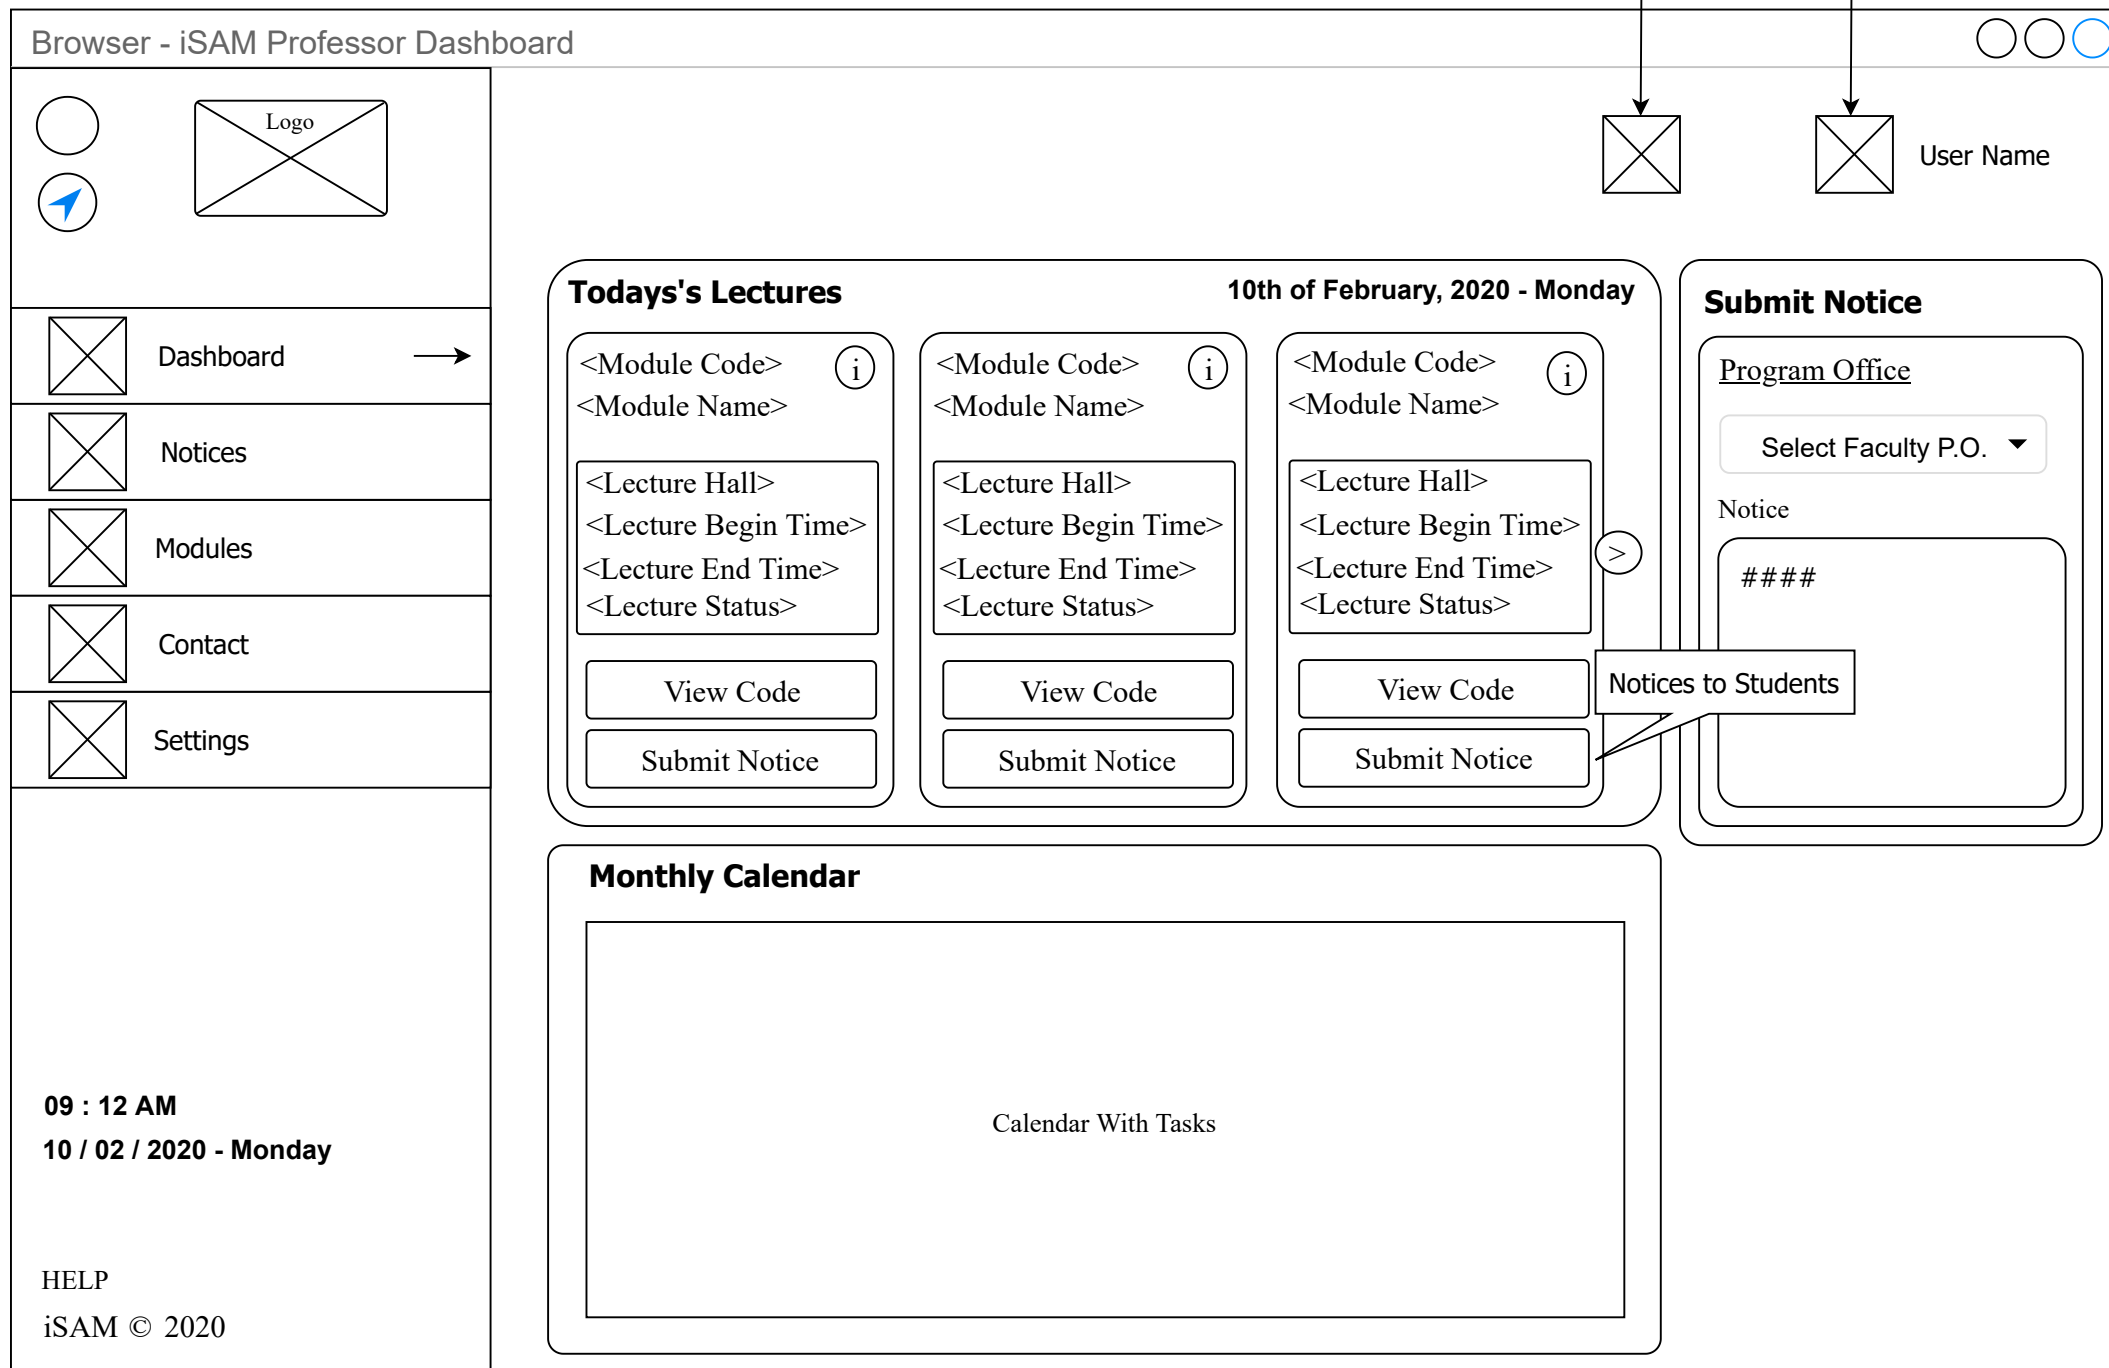 Browser - iSAM Professor Dashboard
Logo
User Name
Dashboard
Notices
Modules
Contact
Settings
09 : 12 AM
10 / 02 / 2020 - Monday
HELP
iSAM © 2020
Todays's Lectures
10th of February, 2020 - Monday
<Module Code>
i
<Module Name>
<Lecture Hall>
<Lecture Begin Time>
<Lecture End Time>
<Lecture Status>
View Code
Submit Notice
<Module Code>
i
<Module Name>
<Lecture Hall>
<Lecture Begin Time>
<Lecture End Time>
<Lecture Status>
View Code
Submit Notice
<Module Code>
i
<Module Name>
<Lecture Hall>
<Lecture Begin Time>
<Lecture End Time>
<Lecture Status>
View Code
Submit Notice
>
Notices to Students
Submit Notice
Program Office
Select Faculty P.O.
Notice
####
Monthly Calendar
Calendar With Tasks